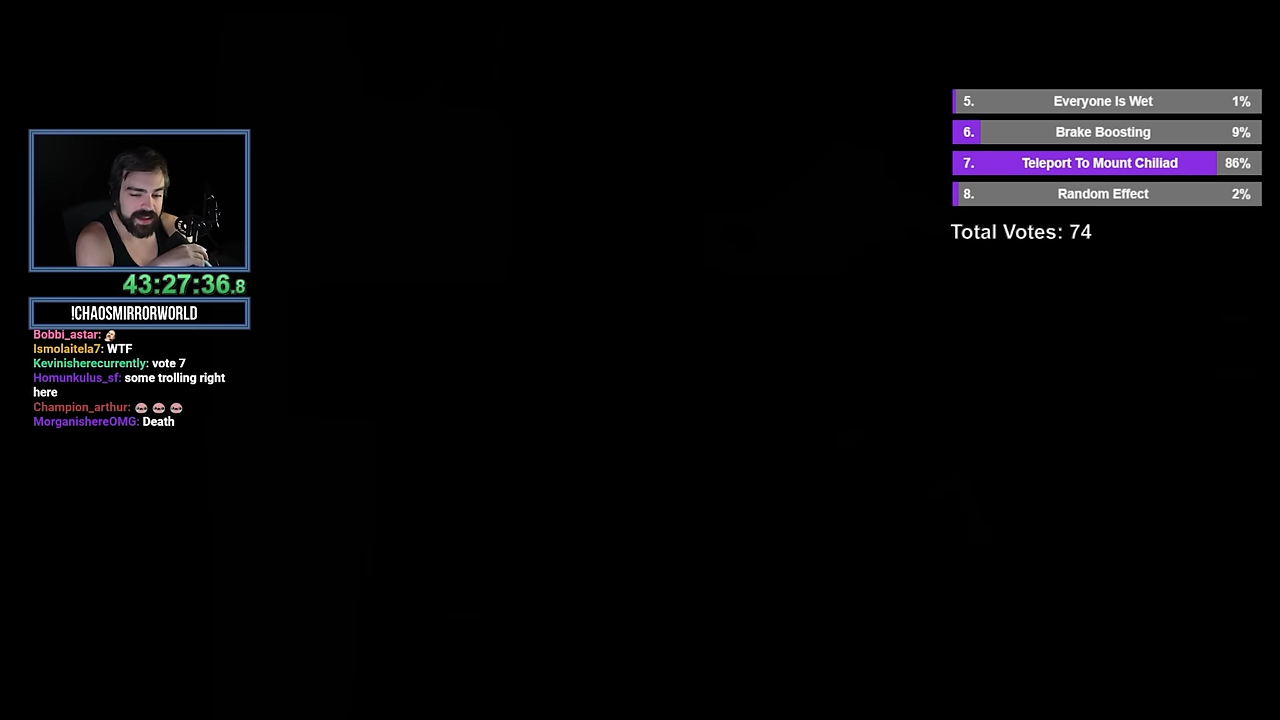 5. Everyone Is Wet 1%
6. Brake Boosting 9%
7. Teleport To Mount Chiliad 86%
8. Random Effect 2%
Total Votes: 74
43:27:36.8
!CHAOSMIRRORWORLD
Bobbi_astar:
Ismolaitela7: WTF
Kevinisherecurrently: vote 7
Homunkulus_sf: some trolling right
here
Champion_arthur:
MorganishereOMG: Death